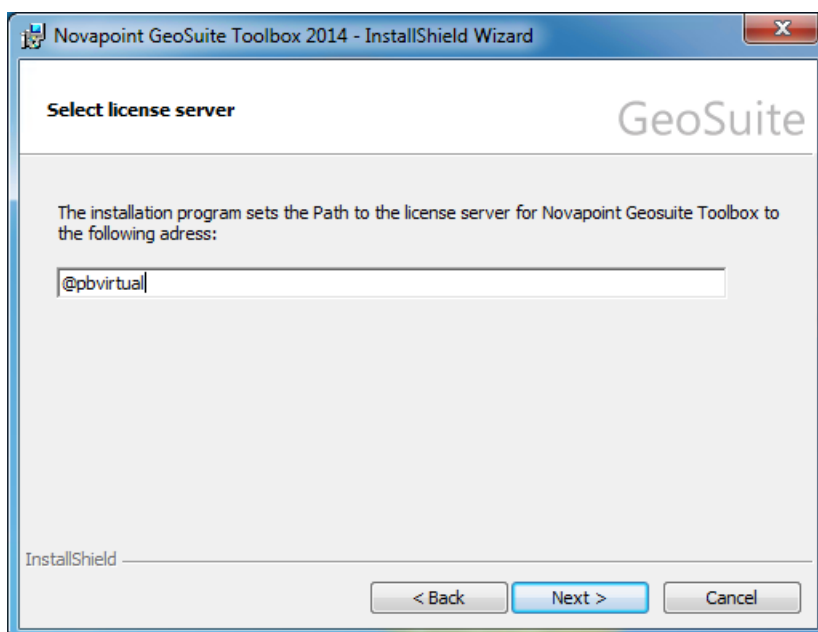 Novapoint GeoSuite Toolbox 2014 - InstallShield Wizard
Select license server
GeoSuite
The installation program sets the Path to the license server for Novapoint Geosuite Toolbox to
the following adress:
@pbvirtual
InstallShield
< Back
Next >
Cancel